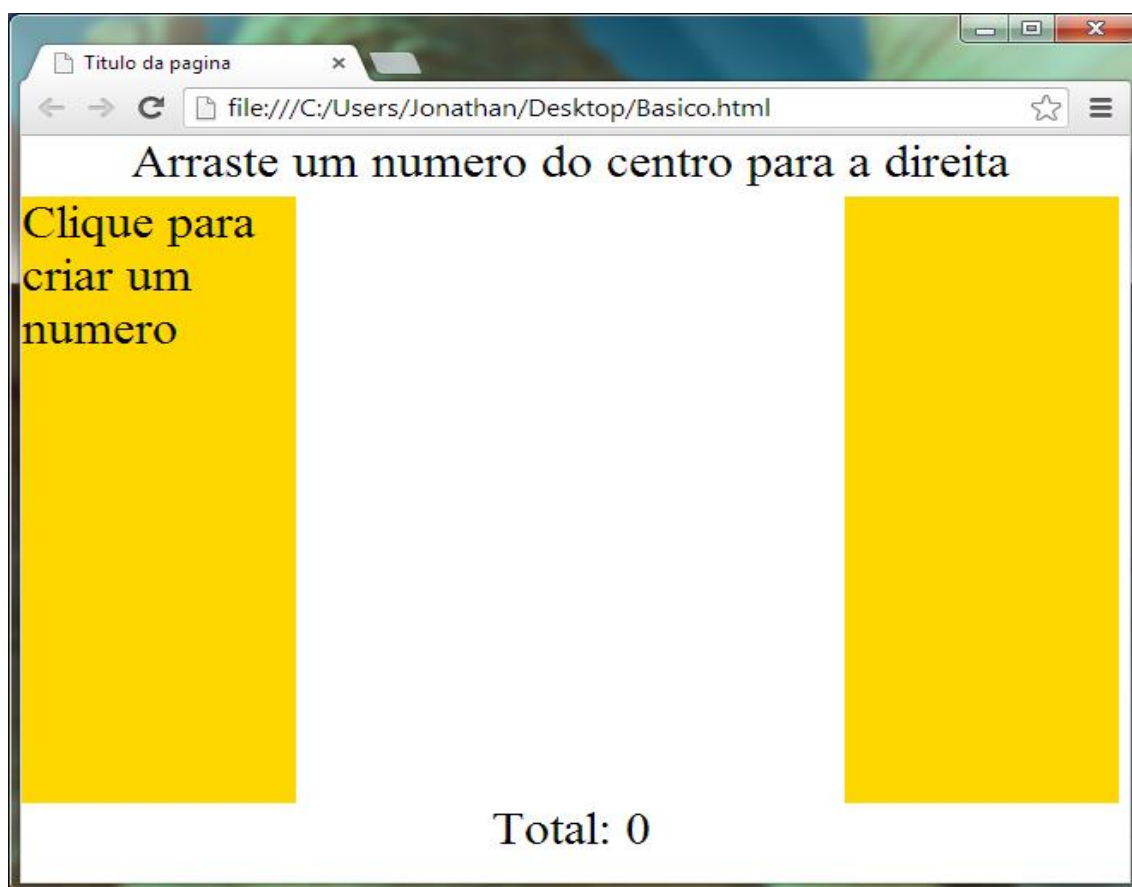 Titulo da pagina
file:///C:/Users/Jonathan/Desktop/Basico.html
Arraste um numero do centro para a direita
Clique para
criar um
numero
Total: 0